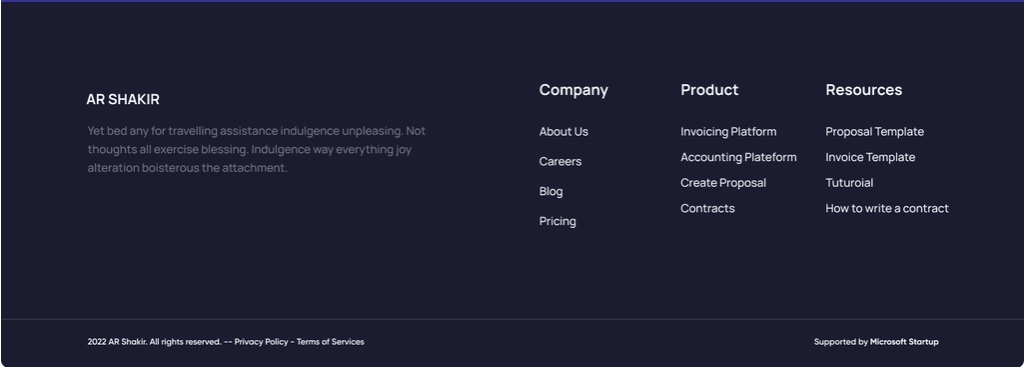 AR SHAKIR
Yet bed any for travelling assistance indulgence unpleasing. Not
thoughts all exercise blessing. Indulgence way everything joy
alteration boisterous the attachment.
Company
About Us
Careers
Blog
Pricing
Product
Invoicing Platform
Accounting Plateform
Create Proposal
Contracts
Resources
Proposal Template
Invoice Template
Tuturoial
How to write a contract
2022 AR Shakir. All rights reserved. -- Privacy Policy - Terms of Services
Supported by Microsoft Startup